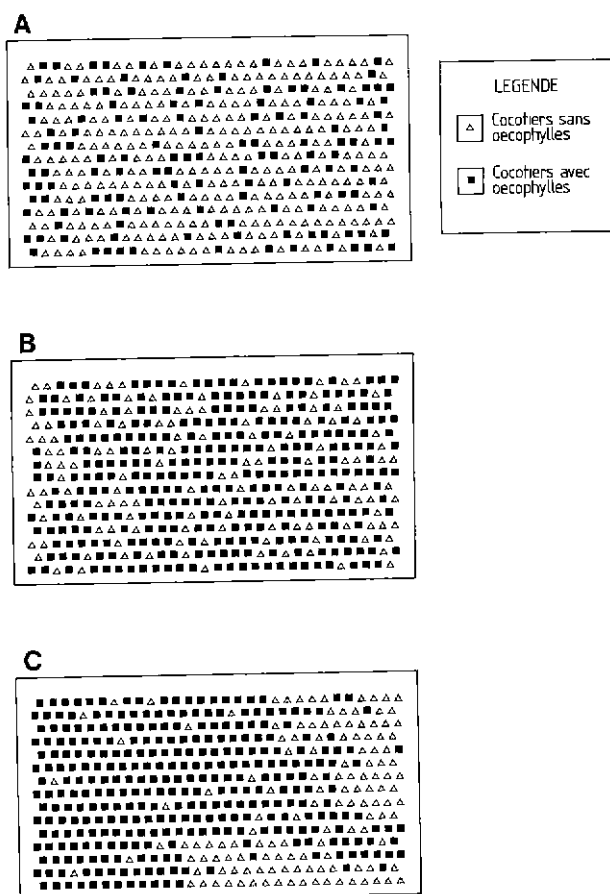 A
LEGENDE
Cocotiers sans
oecophylles
Cocotiers avec
oecophylles
B
C